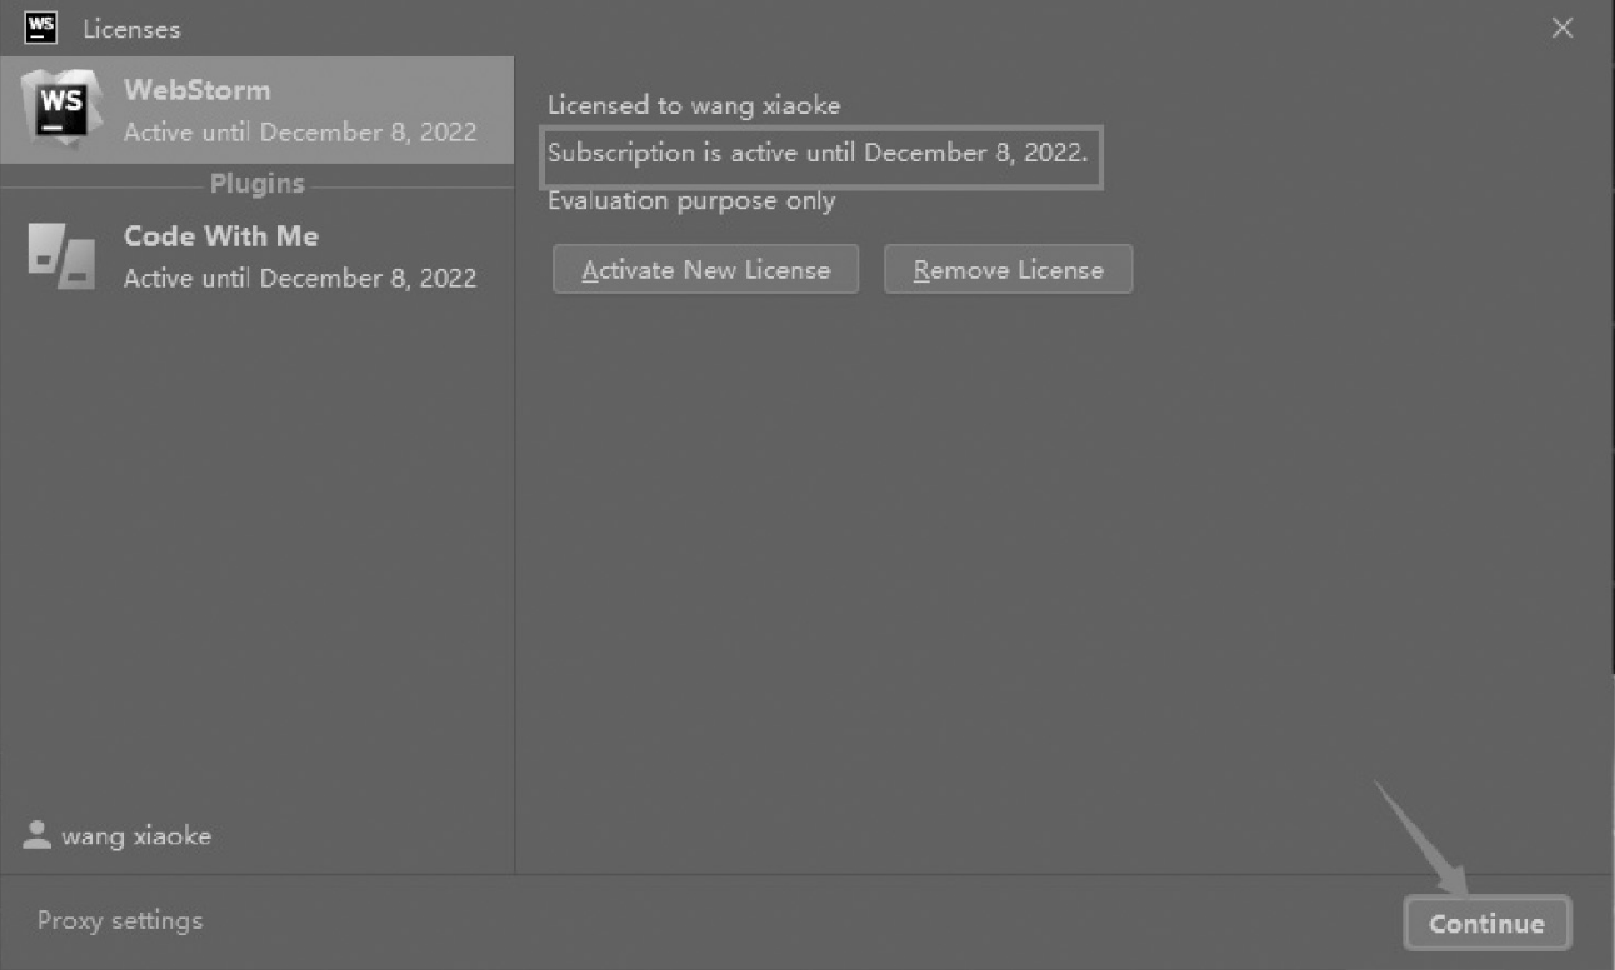 WS Licenses
WS
WebStorm
Active until December 8, 2022
Plugins
Code With Me
Active until December 8, 2022
Licensed to wang xiaoke
Subscription is active until December 8, 2022.
Evaluation purpose only
Activate New License Remove License
wang xiaoke
Proxy settings
Continue